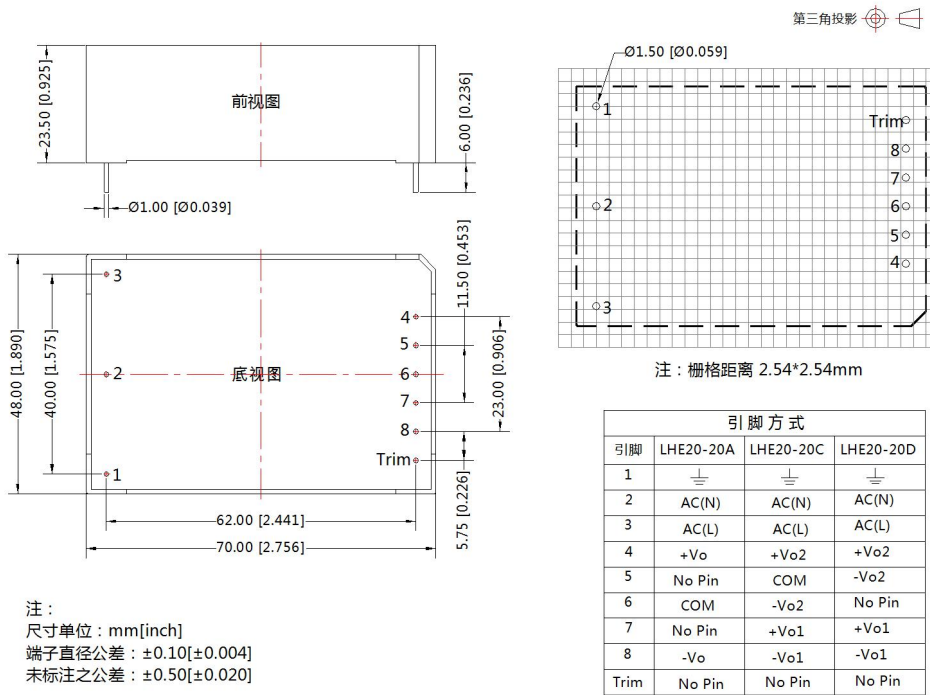 第三角投影
Ø1.50 [Ø0.059]
23.50 [0.925]
前视图
6.00 [0.236]
Ø1.00 [Ø0.039]
1
2
3
Trim
8
7
6
5
4
注：栅格距离 2.54*2.54mm
48.00 [1.890]
40.00 [1.575]
3
2
1
底视图
4
5
6
7
8
Trim
11.50 [0.453]
23.00 [0.906]
5.75 [0.226]
62.00 [2.441]
70.00 [2.756]
引脚方式
引脚 LHE20-20A LHE20-20C LHE20-20D
1
2 AC(N) AC(N) AC(N)
3 AC(L) AC(L) AC(L)
4 +Vo +Vo2 +Vo2
5 No Pin COM -Vo2
6 COM -Vo2 No Pin
7 No Pin +Vo1 +Vo1
8 -Vo -Vo1 -Vo1
Trim No Pin No Pin No Pin
注：
尺寸单位：mm[inch]
端子直径公差：±0.10[±0.004]
未标注之公差：±0.50[±0.020]